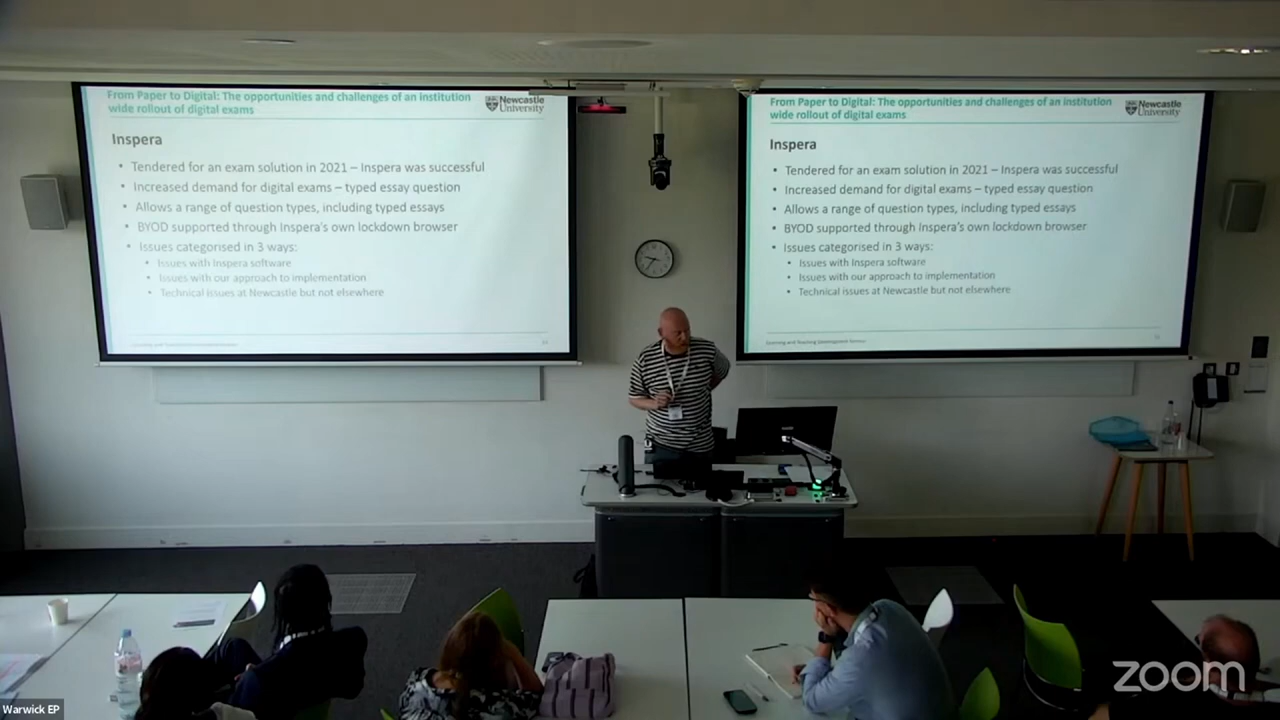 From Paper to Digital: The opportunities and challenges of an institution
wide rollout of digital exams
Newcastle
University
Inspera
• Tendered for an exam solution in 2021 – Inspera was successful
• Increased demand for digital exams – typed essay question
• Allows a range of question types, including typed essays
• BYOD supported through Inspera's own lockdown browser
• Issues categorised in 3 ways:
• Issues with Inspera software
• Issues with our approach to implementation
• Technical issues at Newcastle but not elsewhere
From Paper to Digital: The opportunities and challenges of an institution
wide rollout of digital exams
Newcastle
University
Inspera
• Tendered for an exam solution in 2021 – Inspera was successful
• Increased demand for digital exams – typed essay question
• Allows a range of question types, including typed essays
• BYOD supported through Inspera's own lockdown browser
• Issues categorised in 3 ways:
• Issues with Inspera software
• Issues with our approach to implementation
• Technical issues at Newcastle but not elsewhere
Learning and Teaching Development Service
zoom
Warwick EP